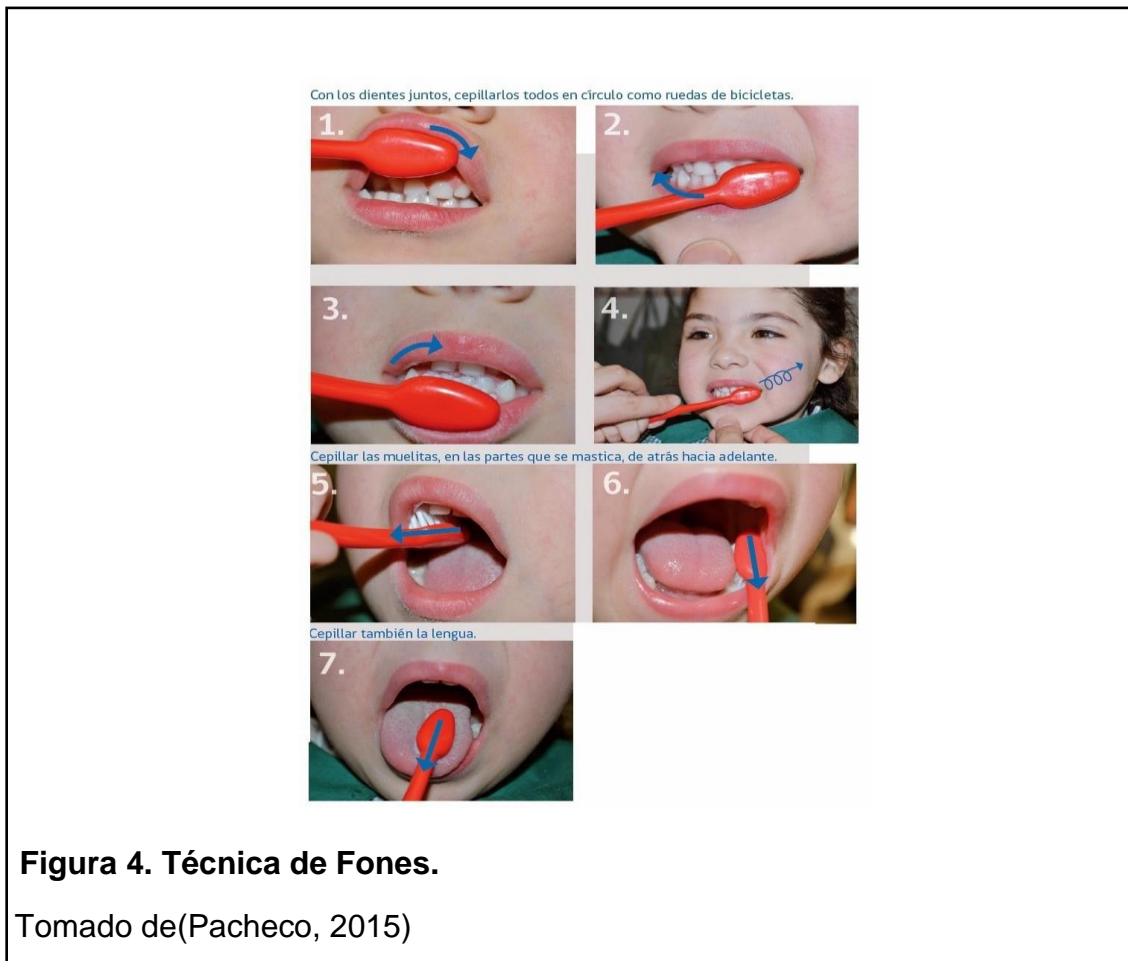 Con los dientes juntos, cepillarlos todos en círculo como ruedas de bicicletas.
1.
2.
3.
4.
Cepillar las muelitas, en las partes que se mastica, de atrás hacia adelante.
5.
6.
Cepillar también la lengua.
7.
Figura 4. Técnica de Fones.
Tomado de(Pacheco, 2015)